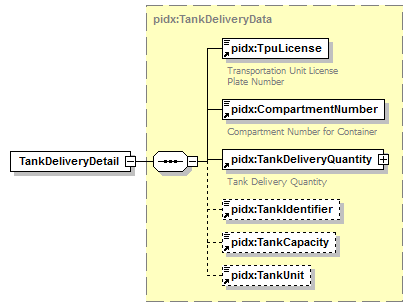 pidx:TankDeliveryData
pidx:TpuLicense
Transportation Unit License
Plate Number
pidx:CompartmentNumber
Compartment Number for Container
TankDeliveryDetail
pidx:TankDeliveryQuantity
Tank Delivery Quantity
pidx:TankIdentifier
pidx:TankCapacity
pidx:TankUnit